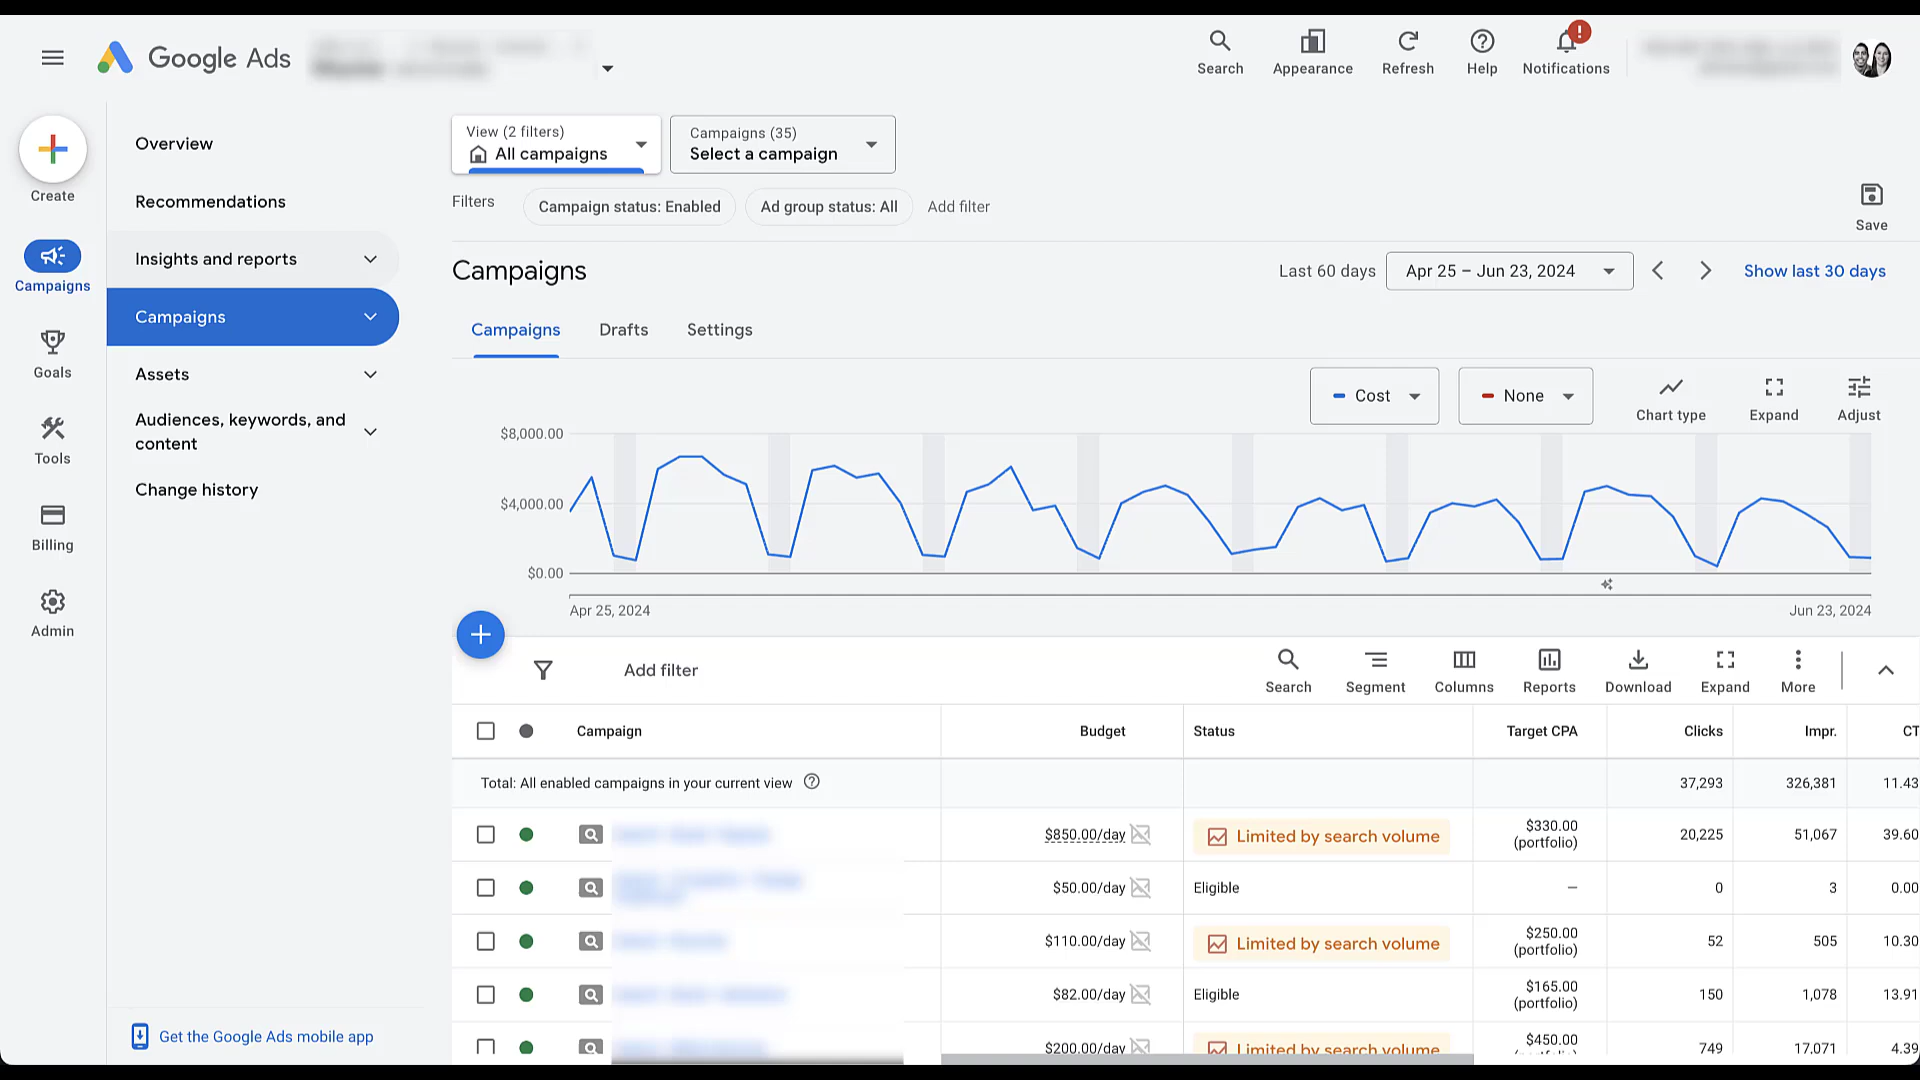 Google Ads
Search
Appearance
Refresh
Help
Notifications
!
Create
Campaigns
Goals
Tools
Billing
Admin
Overview
Recommendations
Insights and reports
Campaigns
Assets
Audiences, keywords, and
content
Change history
Get the Google Ads mobile app
View (2 filters)
All campaigns
Campaigns (35)
Select a campaign
Filters
Campaign status: Enabled
Ad group status: All
Add filter
Save
Campaigns
Last 60 days
Apr 25 – Jun 23, 2024
Show last 30 days
Campaigns
Drafts
Settings
Cost
None
Chart type
Expand
Adjust
$8,000.00
$4,000.00
$0.00
Apr 25, 2024
Jun 23, 2024
Add filter
Search
Segment
Columns
Reports
Download
Expand
More
Campaign Budget Status Target CPA Clicks Impr. CT
Total: All enabled campaigns in your current view 37,293 326,381 11.43
$850.00/day Limited by search volume $330.00 (portfolio) 20,225 51,067 39.60
$50.00/day Eligible – 0 3 0.00
$110.00/day Limited by search volume $250.00 (portfolio) 52 505 10.30
$82.00/day Eligible $165.00 (portfolio) 150 1,078 13.91
$200.00/day Limited by search volume $450.00 749 17,071 4.39